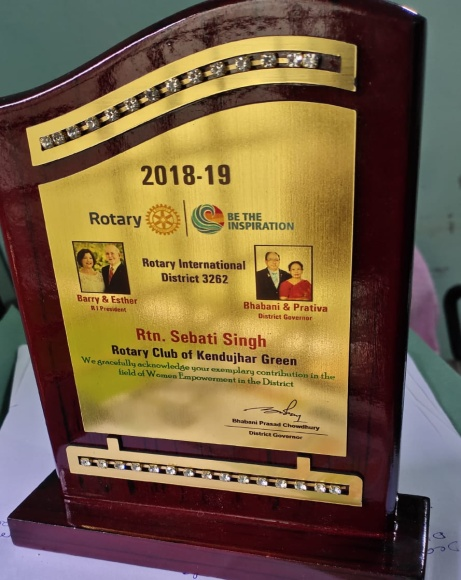 2018-19
Rotary BE THE
INSPIRATION
Rotary International
District 3262
Barry & Esther
R.I President
Bhabani & Prativa
District Governor
Rtn. Sebati Singh
Rotary Club of Kendujhar Green
We gracefully acknowledge your exemplary contribution in the
field of Women Empowerment in the District
Bhabani Prasad Chowdhury
District Governor